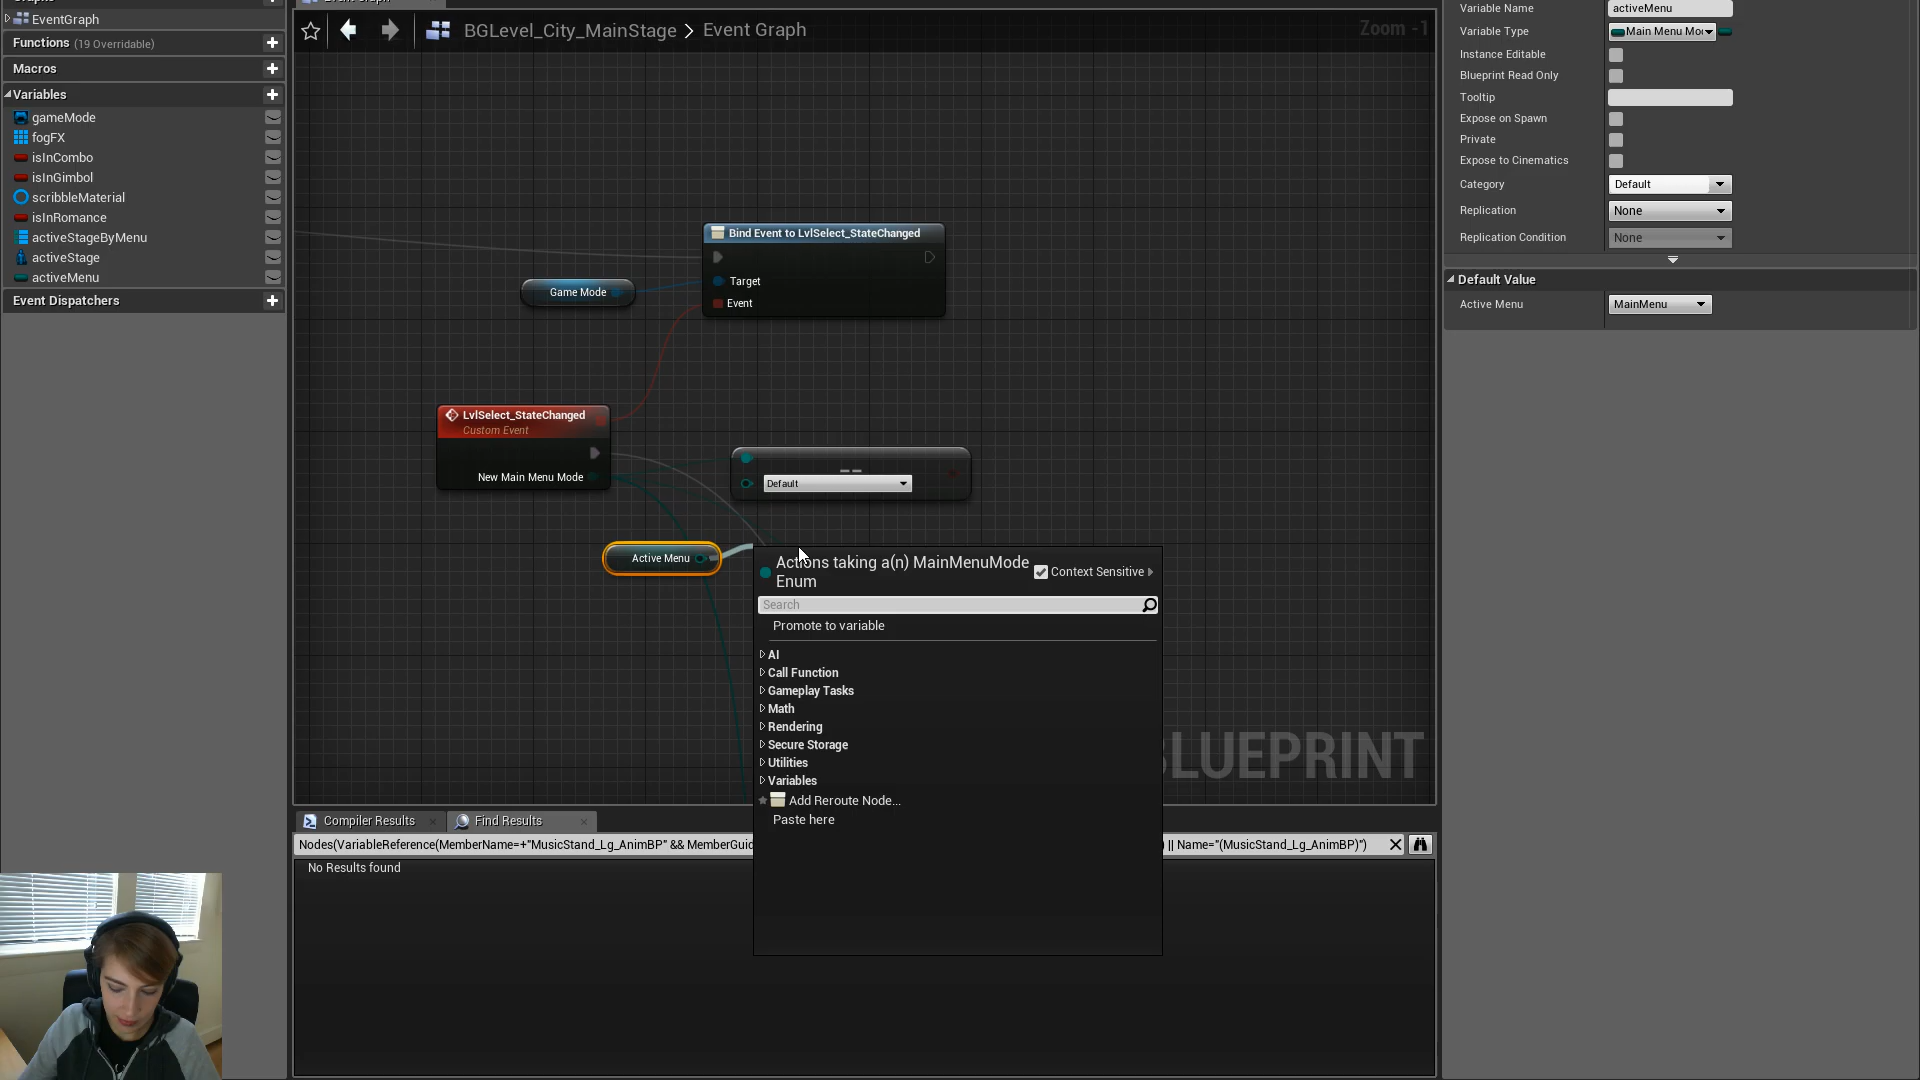 EventGraph
Functions (19 Overridable)
Macros
Variables
gameMode
fogFX
isInCombo
isInGimbol
scribbleMaterial
isInRomance
activeStageByMenu
activeStage
activeMenu
Event Dispatchers
BGLevel_City_MainStage > Event Graph
Zoom -1
Bind Event to LvlSelect_StateChanged
Target
Event
Game Mode
LvlSelect_StateChanged
Custom Event
New Main Menu Mode
==
Default
Active Menu
Actions taking a(n) MainMenuMode
Enum
Context Sensitive
Search
Promote to variable
AI
Call Function
Gameplay Tasks
Math
Rendering
Secure Storage
Utilities
Variables
Add Reroute Node...
Paste here
LUEPRINT
Compiler Results
Find Results
Nodes(VariableReference(MemberName=+"MusicStand_Lg_AnimBP" && MemberGuid
) || Name="(MusicStand_Lg_AnimBP)")
No Results found
Variable Name
activeMenu
Variable Type
Main Menu Mo
Instance Editable
Blueprint Read Only
Tooltip
Expose on Spawn
Private
Expose to Cinematics
Category
Default
Replication
None
Replication Condition
None
Default Value
Active Menu
MainMenu